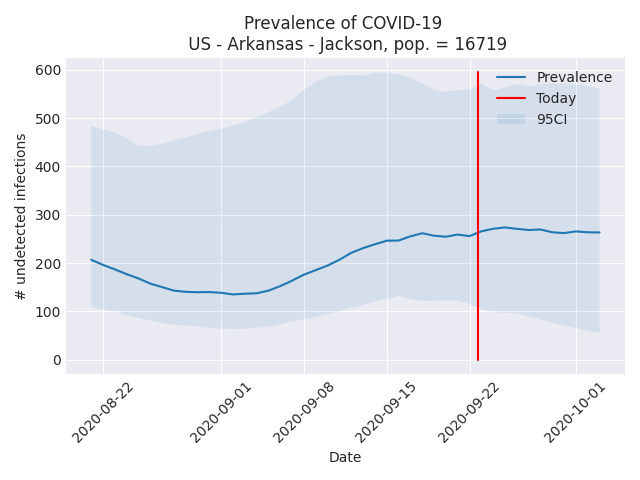 Prevalence of COVID-19
US - Arkansas - Jackson, pop. = 16719
# undetected infections
600
500
400
300
200
100
0
Prevalence
Today
95CI
2020-08-22
2020-09-01
2020-09-08
2020-09-15
2020-09-22
2020-10-01
Date